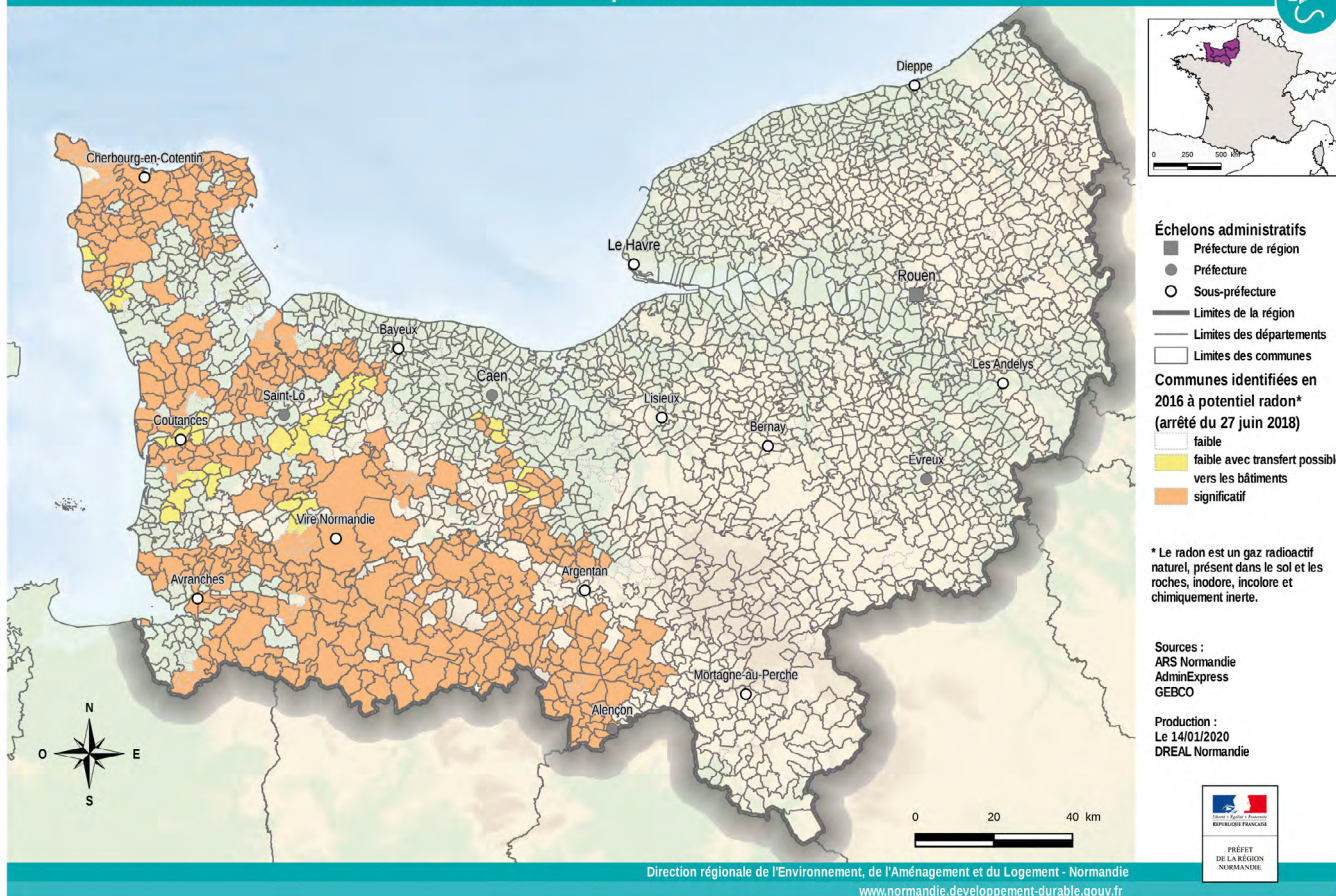 Dieppe
Cherbourg-en-Cotentin
Le Havre
Rouen
Bayeux
Caen
Les Andelys
Saint-Lô
Lisieux
Coutances
Bernay
Evreux
Vire Normandie
Argentan
Avranches
Mortagne-au-Perche
Alençon
N
O E
S
0 20 40 km
0 250 500 km
Échelons administratifs
Préfecture de région
Préfecture
Sous-préfecture
Limites de la région
Limites des départements
Limites des communes
Communes identifiées en
2016 à potentiel radon*
(arrêté du 27 juin 2018)
faible
faible avec transfert possible
vers les bâtiments
significatif
* Le radon est un gaz radioactif
naturel, présent dans le sol et les
roches, inodore, incolore et
chimiquement inerte.
Sources :
ARS Normandie
AdminExpress
GEBCO
Production :
Le 14/01/2020
DREAL Normandie
Liberté • Égalité • Fraternité
RÉPUBLIQUE FRANÇAISE
PRÉFET
DE LA RÉGION
NORMANDIE
Direction régionale de l'Environnement, de l'Aménagement et du Logement - Normandie
www.normandie.developpement-durable.gouv.fr